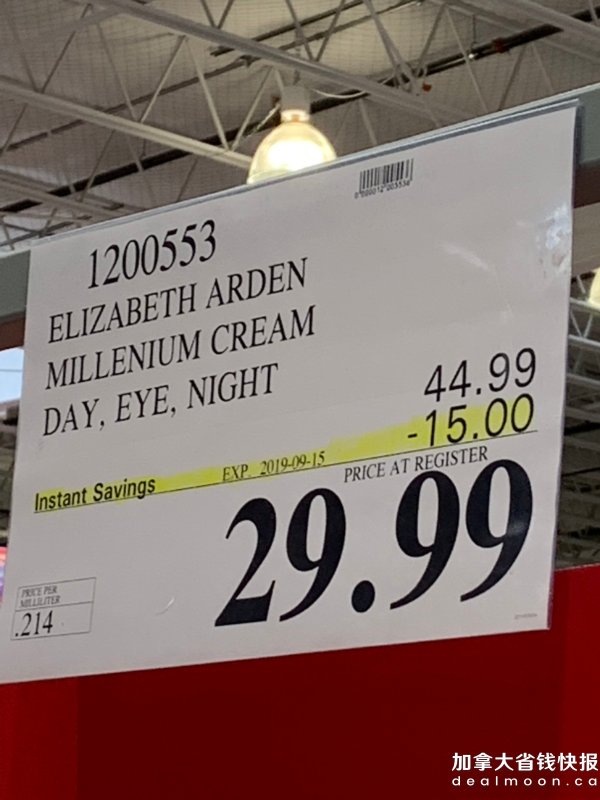 1200553
ELIZABETH ARDEN
MILLENIUM CREAM
DAY, EYE, NIGHT
44.99
-15.00
Instant Savings EXP. 2019-09-15
PRICE AT REGISTER
29.99
PRICE PER
MILLILITER
.214
加拿大省钱快报
dealmoon.ca